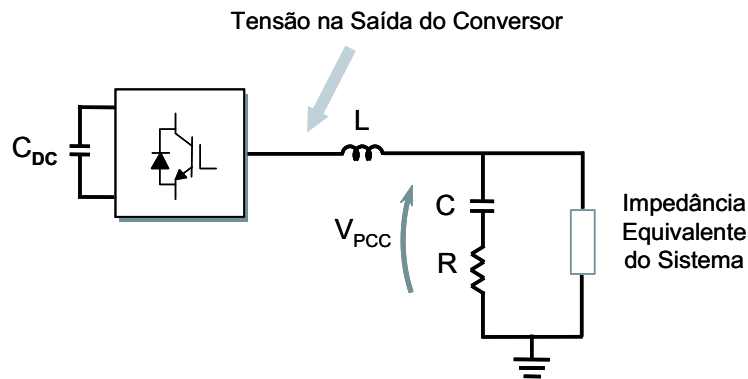 Tensão na Saída do Conversor
L
C_DC
C
Impedância
Equivalente
do Sistema
V_PCC
R